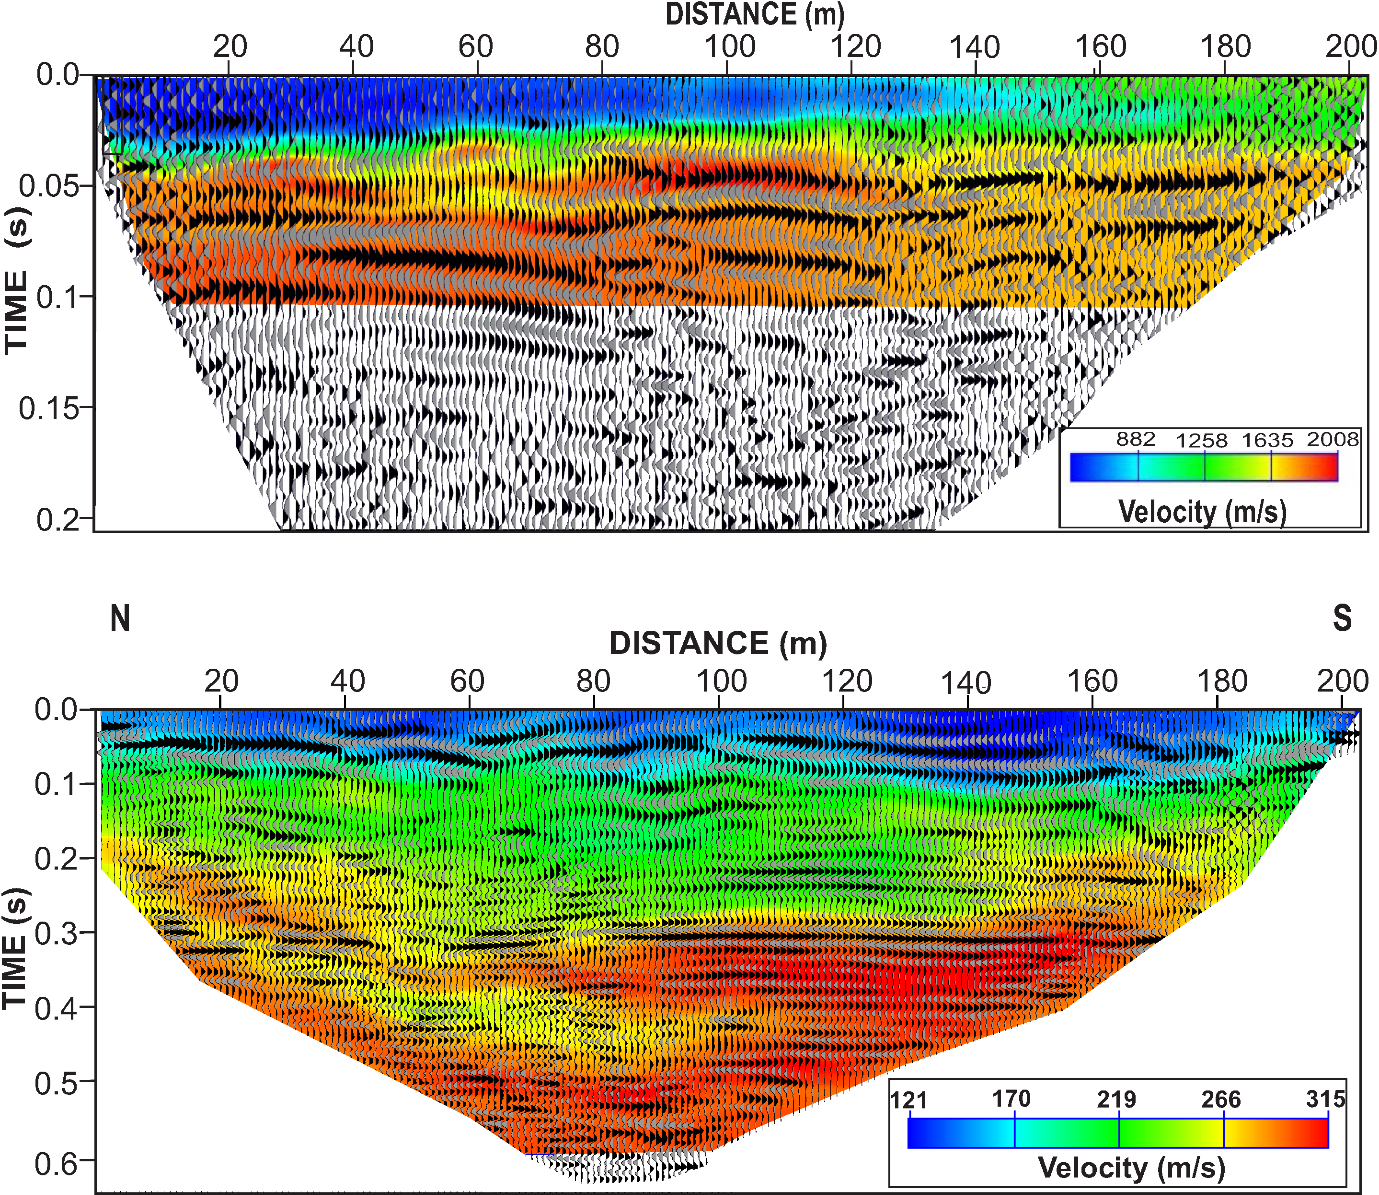 DISTANCE (m)
20 40 60 80 100 120 140 160 180 200
0.0
0.05
0.1
0.15
0.2
TIME (s)
882 1258 1635 2008
Velocity (m/s)
N S
DISTANCE (m)
20 40 60 80 100 120 140 160 180 200
0.0
0.1
0.2
0.3
0.4
0.5
0.6
TIME (s)
121 170 219 266 315
Velocity (m/s)